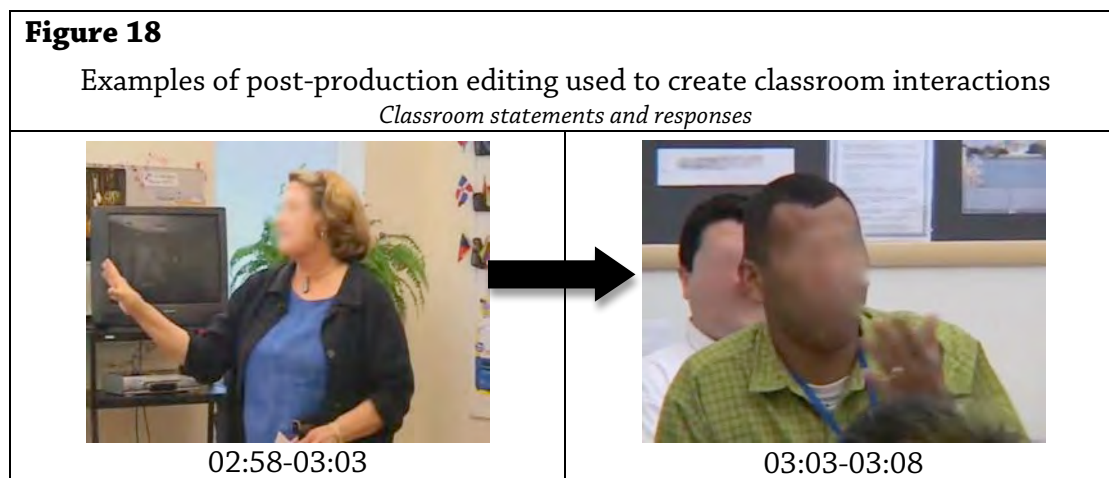 Figure 18
Examples of post-production editing used to create classroom interactions
Classroom statements and responses
02:58-03:03
03:03-03:08